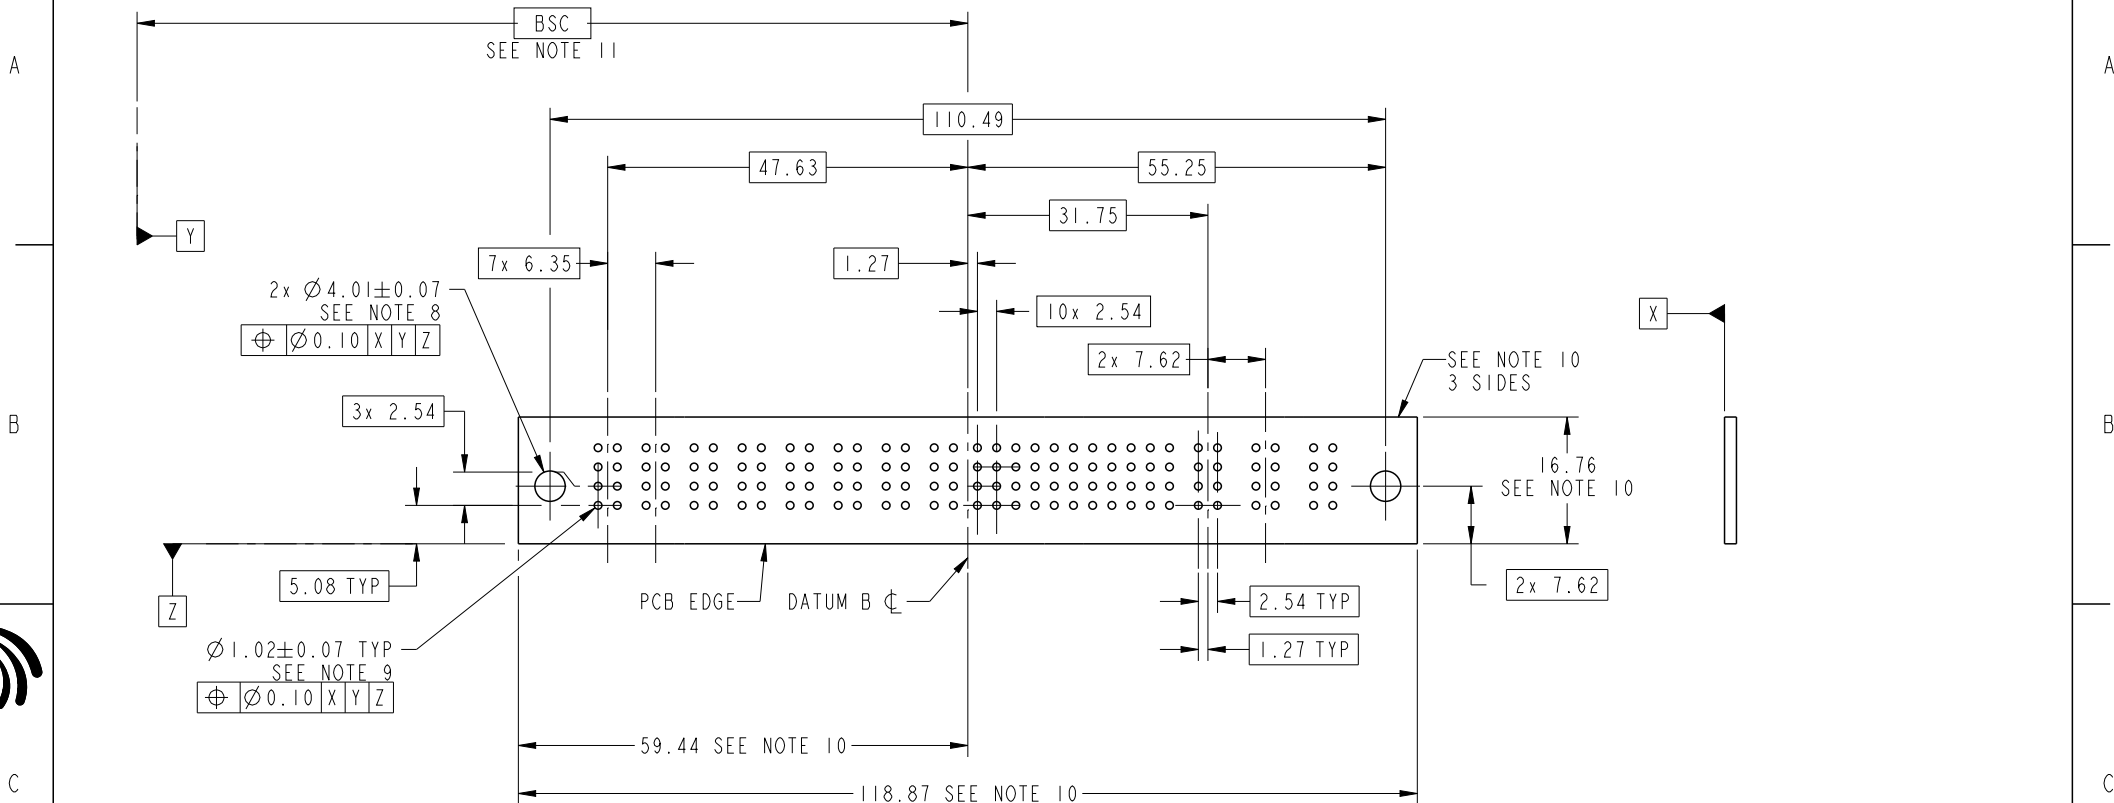 BSC
SEE NOTE 11
A
A
110.49
47.63
55.25
31.75
Y
7x 6.35
1.27
2x Ø4.01±0.07
SEE NOTE 8
⌖ Ø0.10 X Y Z
10x 2.54
X
2x 7.62
SEE NOTE 10
3 SIDES
3x 2.54
B
B
16.76
SEE NOTE 10
5.08 TYP
2x 7.62
Z
PCB EDGE
DATUM B ℄
2.54 TYP
Ø1.02±0.07 TYP
SEE NOTE 9
⌖ Ø0.10 X Y Z
1.27 TYP
59.44 SEE NOTE 10
C
C
118.87 SEE NOTE 10